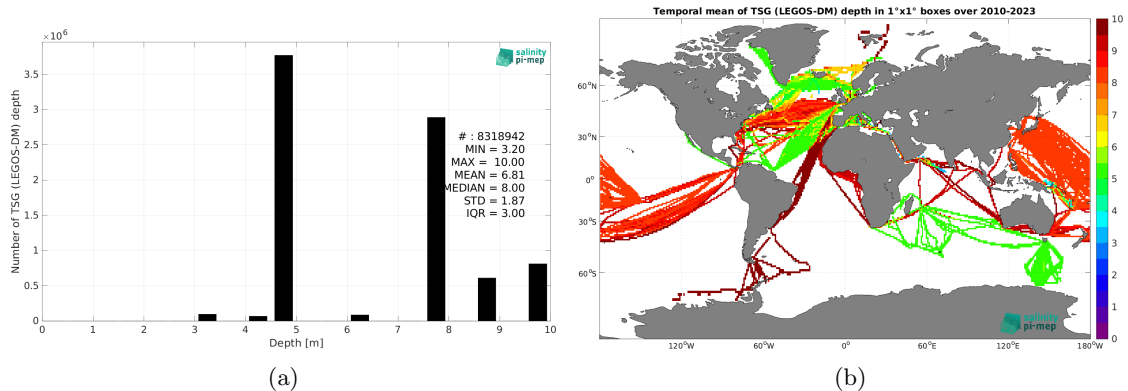 ×10^6
3.5
3
2.5
2
1.5
1
0.5
0
Number of TSG (LEGOS-DM) depth
salinity
pi-mep
# : 8318942
MIN = 3.20
MAX = 10.00
MEAN = 6.81
MEDIAN = 8.00
STD = 1.87
IQR = 3.00
0 1 2 3 4 5 6 7 8 9 10
Depth [m]
(a)
Temporal mean of TSG (LEGOS-DM) depth in 1°x1° boxes over 2010-2023
60°N
30°N
0°
30°S
60°S
120°W 60°W 0° 60°E 120°E 180°W
salinity
pi-mep
10
9
8
7
6
5
4
3
2
1
0
(b)